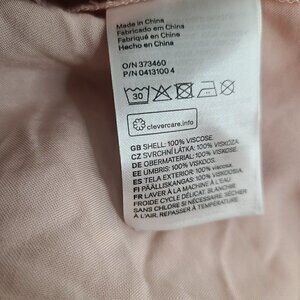 Made in China
Fabricado em China
Fabriqué en China
Hecho en China
O/N 373460
P/N 0413100 4
30
clevercare.info
GB SHELL: 100% VISCOSE.
CZ SVRCHNÍ LÁTKA: 100% VISKÓZA.
DE OBERMATERIAL: 100% VISKOSE.
EE ÜMBRIS: 100% VISKOOS.
ES TELA EXTERIOR: 100% viscosa.
FI PÄÄLLISKANGAS: 100% VISKOOSIA.
FR LAVER À LA MACHINE À L'EAU
FROIDE CYCLE DÉLICAT. BLANCHIR
SANS CHLORE SI NÉCESSAIRE. SÉCHER
À L'AIR. REPASSER À TEMPÉRATURE